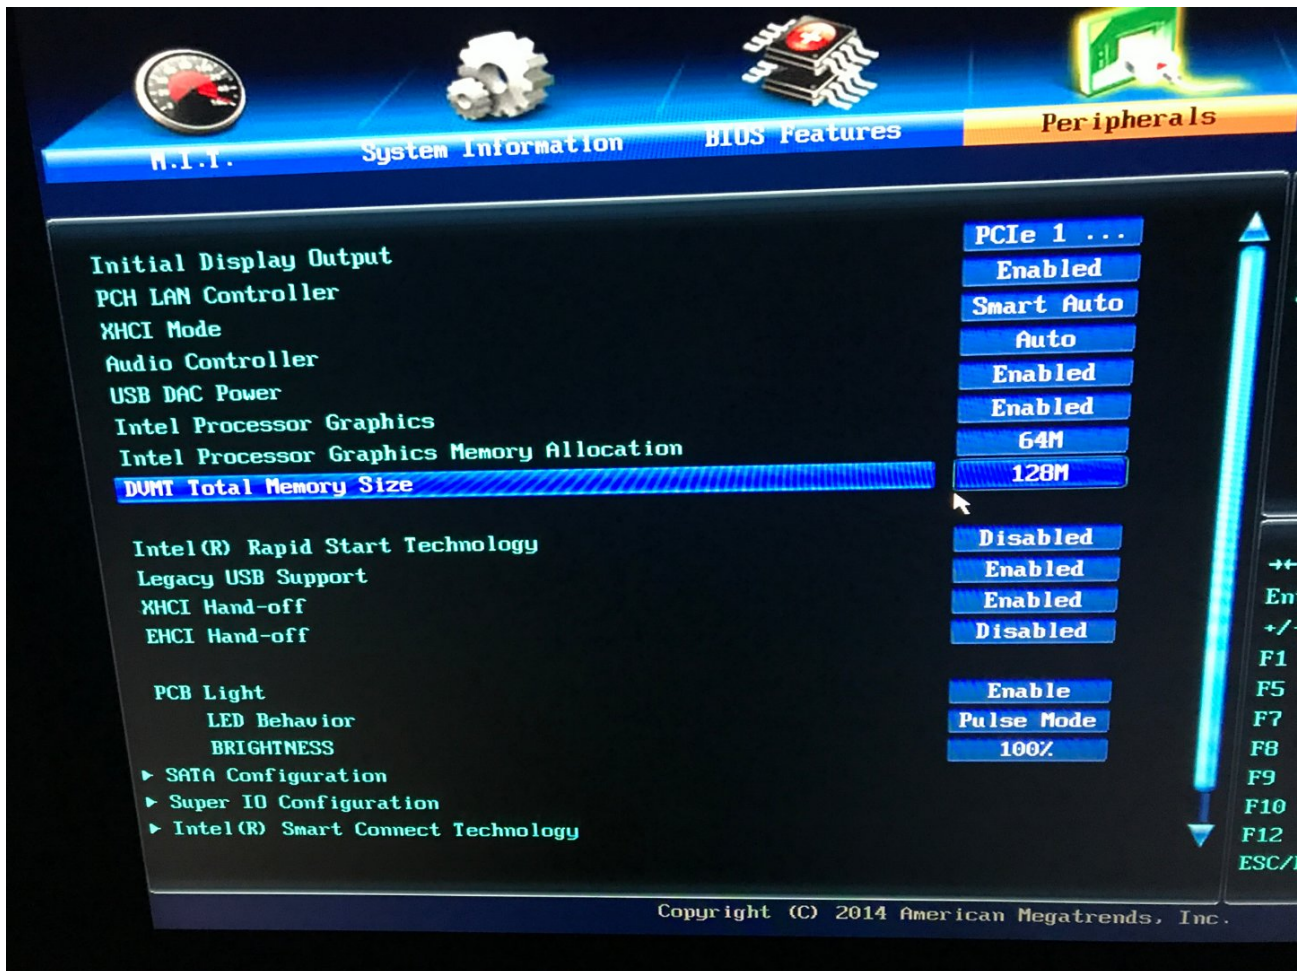 M.I.T. System Information BIOS Features Peripherals
Initial Display Output PCIe 1 ...
PCH LAN Controller Enabled
XHCI Mode Smart Auto
Audio Controller Auto
USB DAC Power Enabled
Intel Processor Graphics Enabled
Intel Processor Graphics Memory Allocation 64M
DVMT Total Memory Size 128M
Intel(R) Rapid Start Technology Disabled
Legacy USB Support Enabled
XHCI Hand-off Enabled
EHCI Hand-off Disabled
PCB Light Enable
LED Behavior Pulse Mode
BRIGHTNESS 100%
SATA Configuration
Super IO Configuration
Intel(R) Smart Connect Technology
F1
F5
F7
F8
F9
F10
F12
Copyright (C) 2014 American Megatrends, Inc.